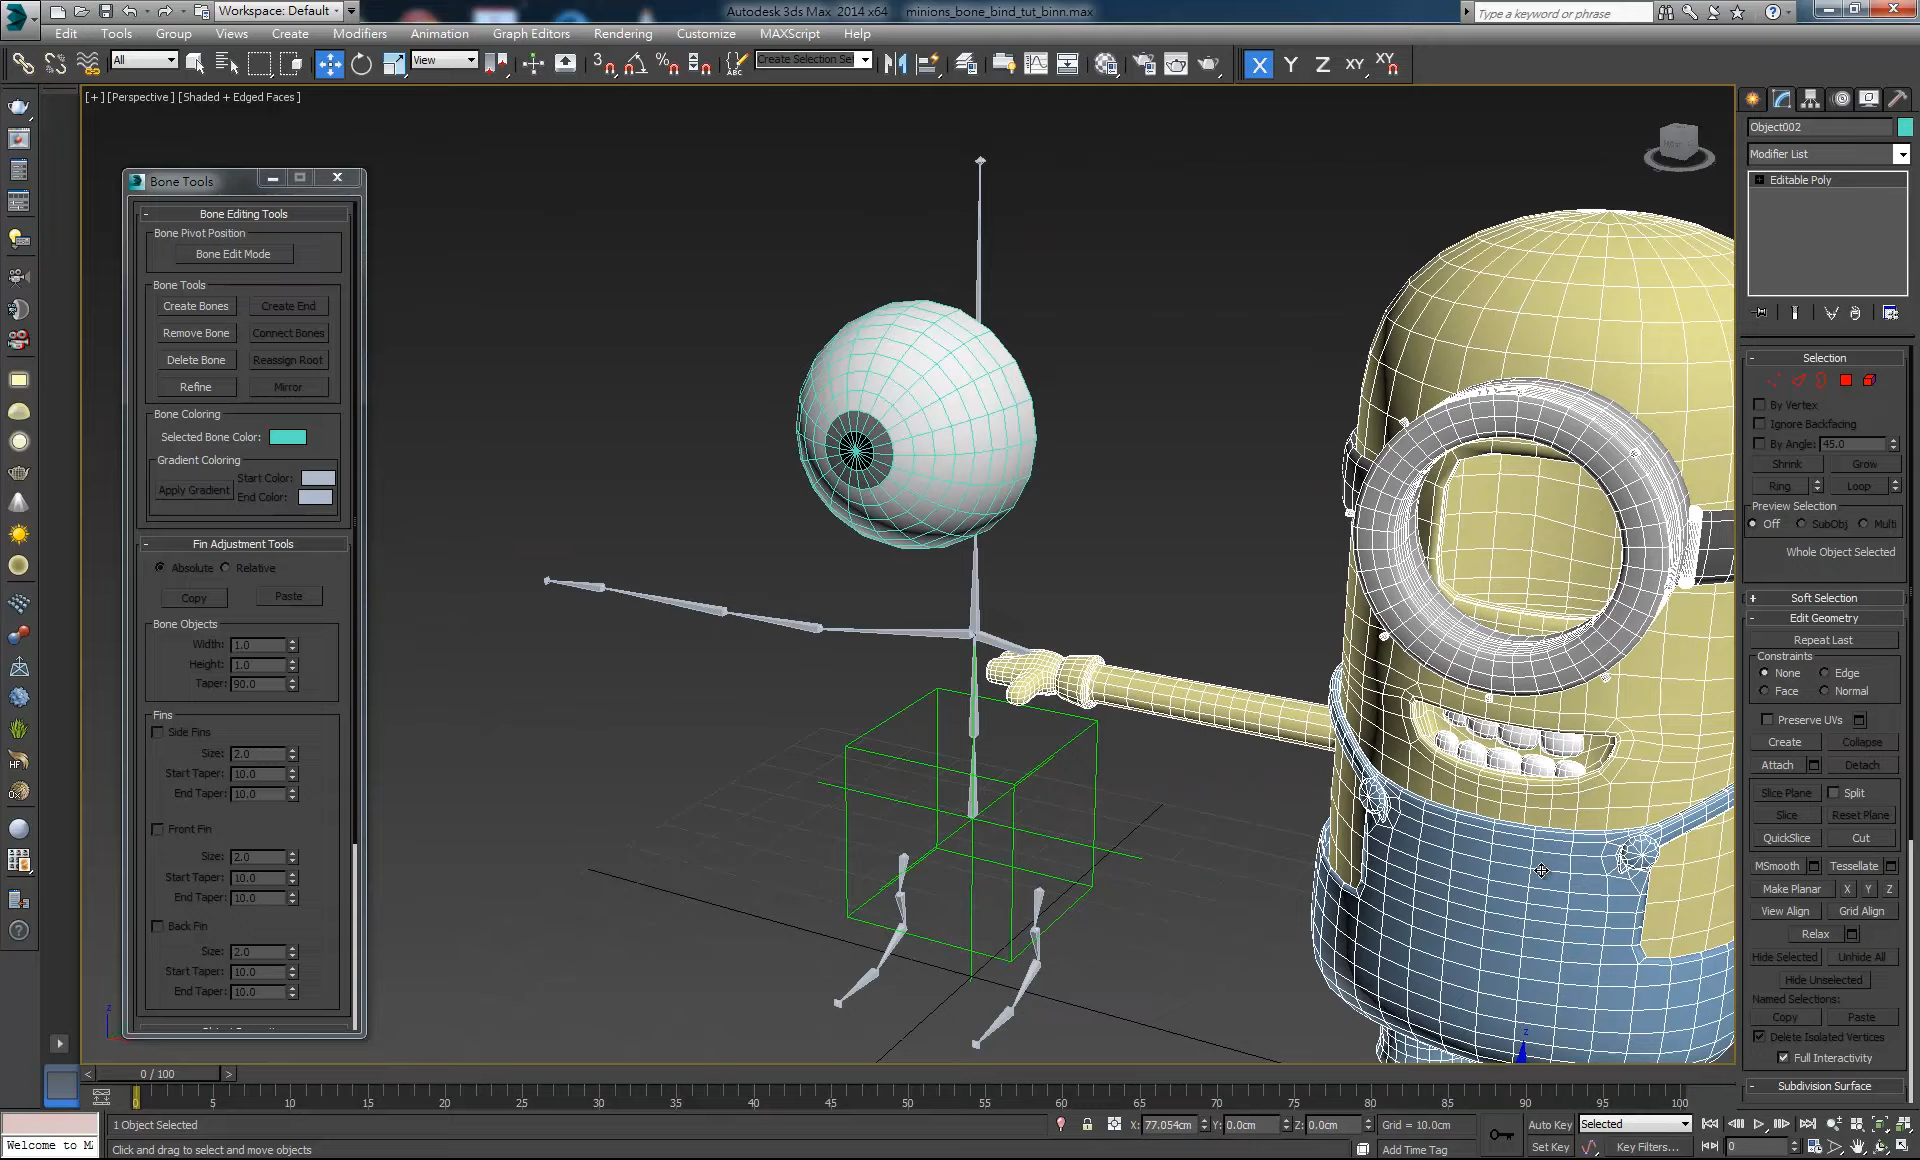 Workspace: Default
Autodesk 3ds Max  2014 x64    minions_bone_bind_tut_binn.max
Type a keyword or phrase
Edit Tools Group Views Create Modifiers Animation Graph Editors Rendering Customize MAXScript Help
All
View
3
Create Selection Se
X Y Z XY XY
[+] [Perspective] [Shaded + Edged Faces]
Bone Tools
Bone Editing Tools
Bone Pivot Position
Bone Edit Mode
Bone Tools
Create Bones Create End
Remove Bone Connect Bones
Delete Bone Reassign Root
Refine Mirror
Bone Coloring
Selected Bone Color:
Gradient Coloring
Start Color:
Apply Gradient
End Color:
Fin Adjustment Tools
Absolute Relative
Copy Paste
Bone Objects
Width: 1.0
Height: 1.0
Taper: 90.0
Fins
Side Fins
Size: 2.0
Start Taper: 10.0
End Taper: 10.0
Front Fin
Size: 2.0
Start Taper: 10.0
End Taper: 10.0
Back Fin
Size: 2.0
Start Taper: 10.0
End Taper: 10.0
z
z
Object002
Modifier List
Editable Poly
Selection
By Vertex
Ignore Backfacing
By Angle: 45.0
Shrink Grow
Ring Loop
Preview Selection
Off SubObj Multi
Whole Object Selected
Soft Selection
Edit Geometry
Repeat Last
Constraints
None Edge
Face Normal
Preserve UVs
Create Collapse
Attach Detach
Slice Plane Split
Slice Reset Plane
QuickSlice Cut
MSmooth Tessellate
Make Planar X Y Z
View Align Grid Align
Relax
Hide Selected Unhide All
Hide Unselected
Named Selections:
Copy Paste
Delete Isolated Vertices
Full Interactivity
Subdivision Surface
< 0 / 100 >
0 5 10 15 20 25 30 35 40 45 50 55 60 65 70 75 80 85 90 95 100
1 Object Selected
X: 77.054cm Y: 0.0cm Z: 0.0cm Grid = 10.0cm
Auto Key Selected
Welcome to M
Click and drag to select and move objects
Add Time Tag
Set Key Key Filters... 0